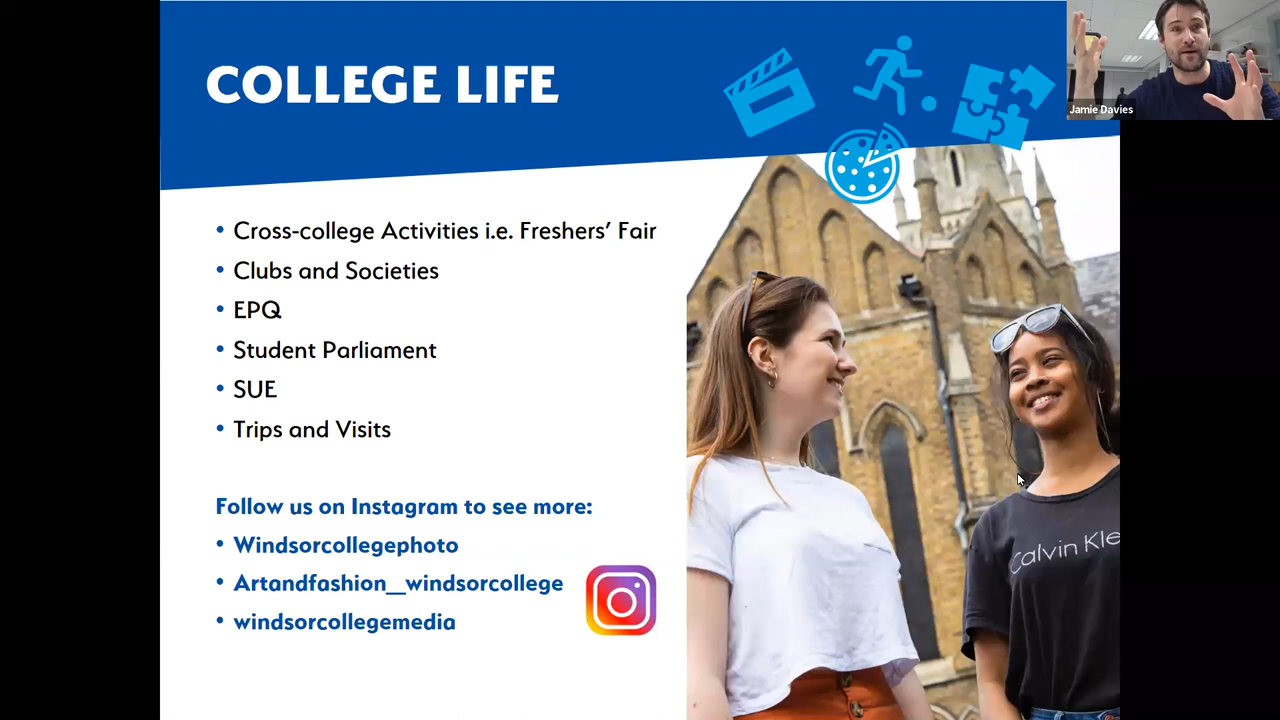 COLLEGE LIFE
Jamie Davies
• Cross-college Activities i.e. Freshers’ Fair
• Clubs and Societies
• EPQ
• Student Parliament
• SUE
• Trips and Visits
Follow us on Instagram to see more:
• Windsorcollegephoto
• Artandfashion__windsorcollege
• windsorcollegemedia
Calvin Kle